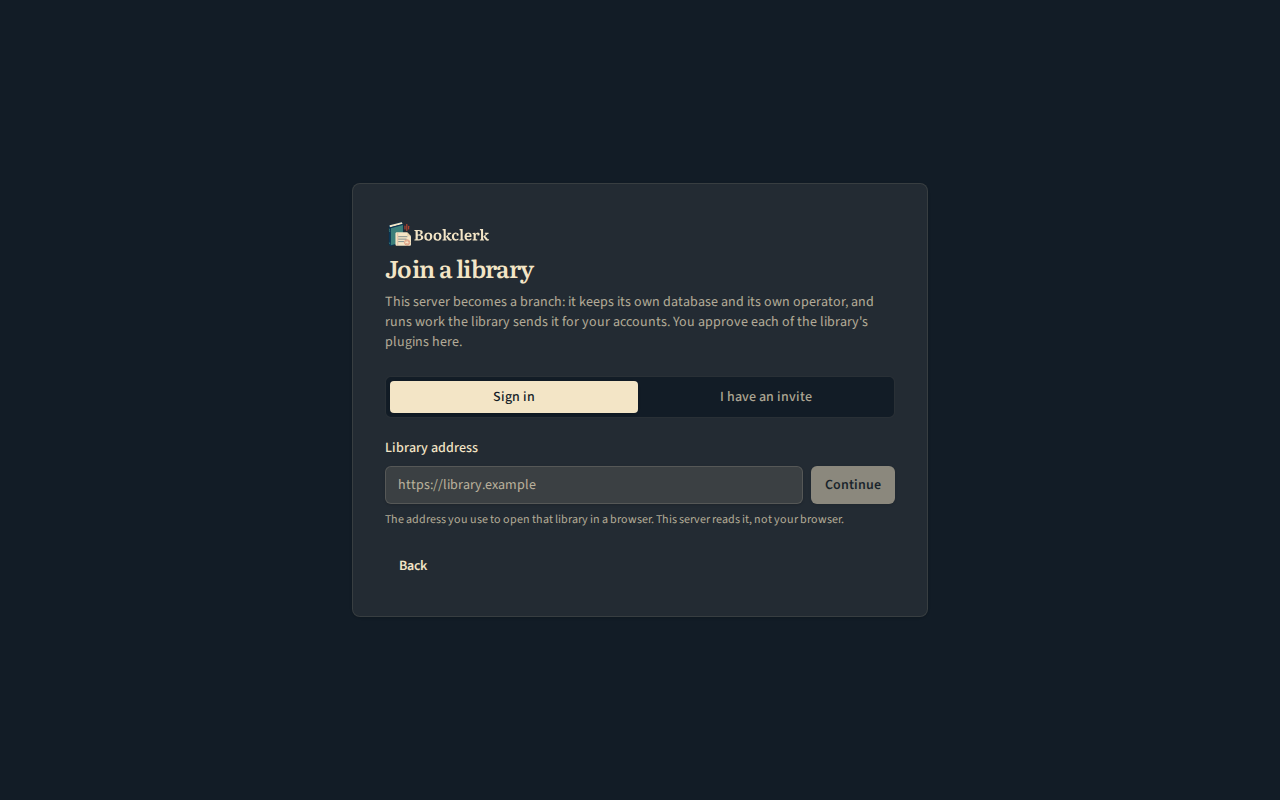 Bookclerk
Join a library
This server becomes a branch: it keeps its own database and its own operator, and
runs work the library sends it for your accounts. You approve each of the library's
plugins here.
Sign in
I have an invite
Library address
https://library.example
Continue
The address you use to open that library in a browser. This server reads it, not your browser.
Back